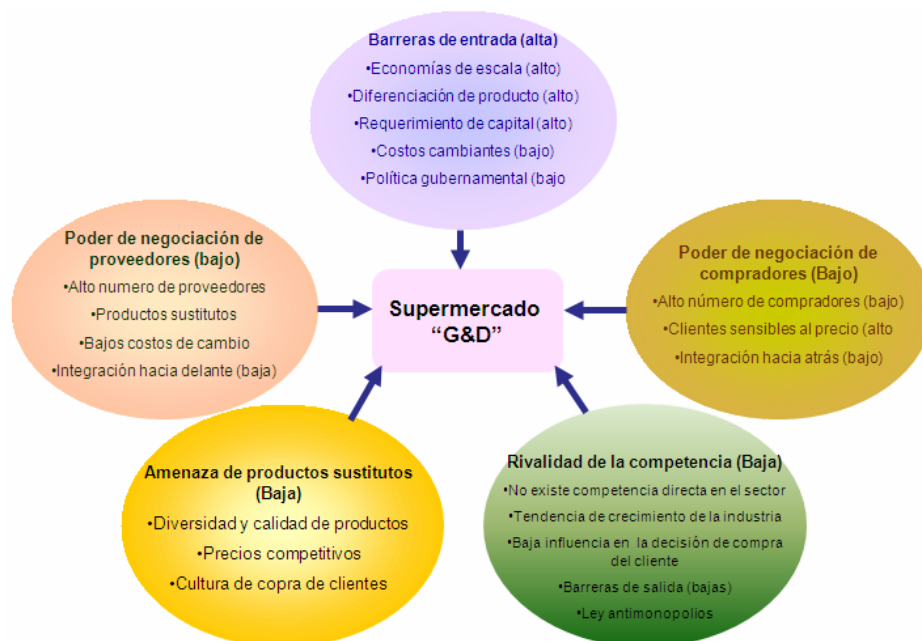 Barreras de entrada (alta)
•Economías de escala (alto)
•Diferenciación de producto (alto)
•Requerimiento de capital (alto)
•Costos cambiantes (bajo)
•Política gubernamental (bajo
Poder de negociación de
proveedores (bajo)
•Alto numero de proveedores
•Productos sustitutos
•Bajos costos de cambio
•Integración hacia delante (baja)
Supermercado
"G&D"
Poder de negociación de
compradores (Bajo)
•Alto número de compradores (bajo)
•Clientes sensibles al precio (alto
•Integración hacia atrás (bajo)
Amenaza de productos sustitutos
(Baja)
•Diversidad y calidad de productos
•Precios competitivos
•Cultura de copra de clientes
Rivalidad de la competencia (Baja)
•No existe competencia directa en el sector
•Tendencia de crecimiento de la industria
•Baja influencia en la decisión de compra
del cliente
•Barreras de salida (bajas)
•Ley antimonopolios